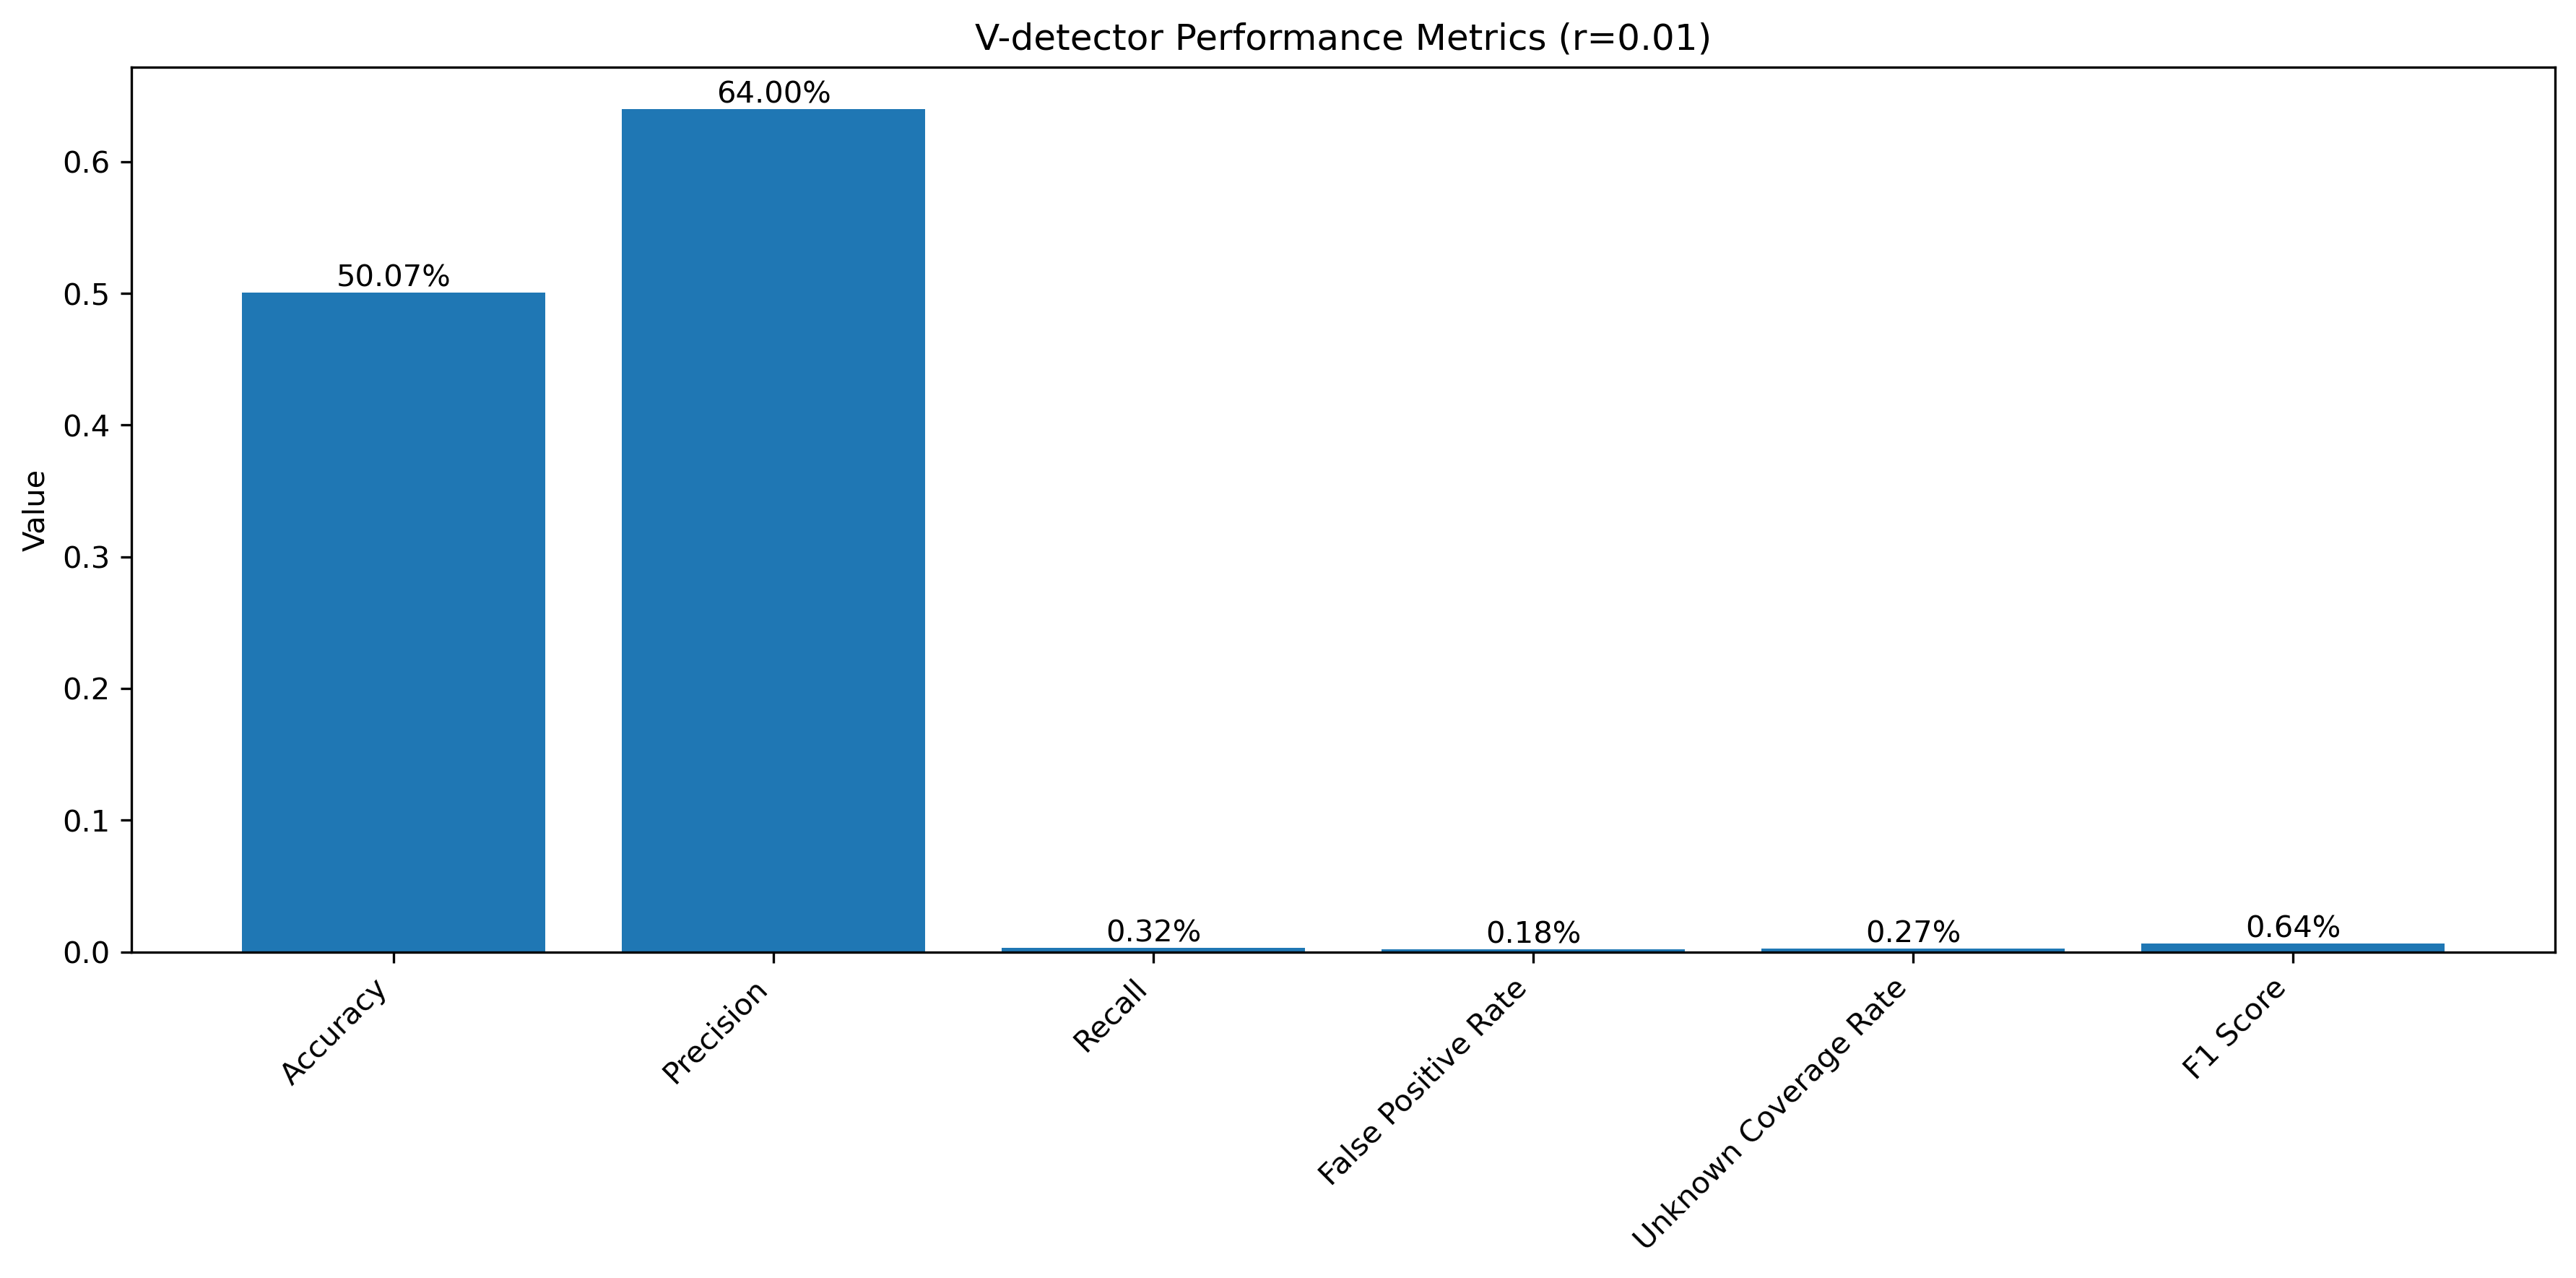 V-detector Performance Metrics (r=0.01)
Value
0.6
0.5
0.4
0.3
0.2
0.1
0.0
50.07%
64.00%
0.32%
0.18%
0.27%
0.64%
Accuracy
Precision
Recall
False Positive Rate
Unknown Coverage Rate
F1 Score